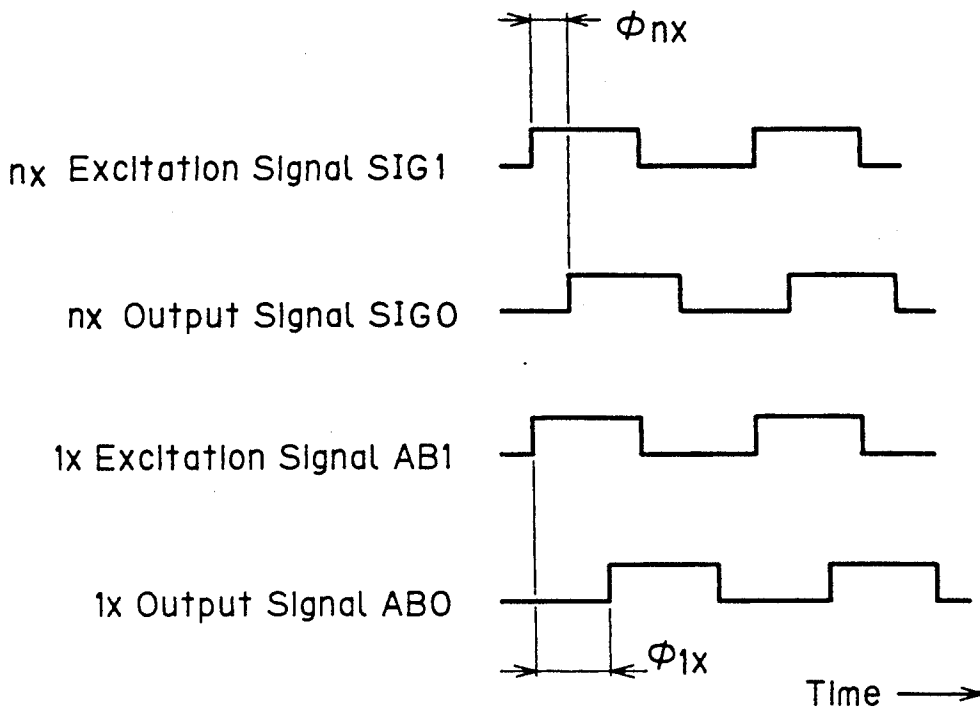 ϕnx
nx Excitation Signal SIG1
nx Output Signal SIGO
1x Excitation Signal AB1
1x Output Signal ABO
ϕ1x
Time